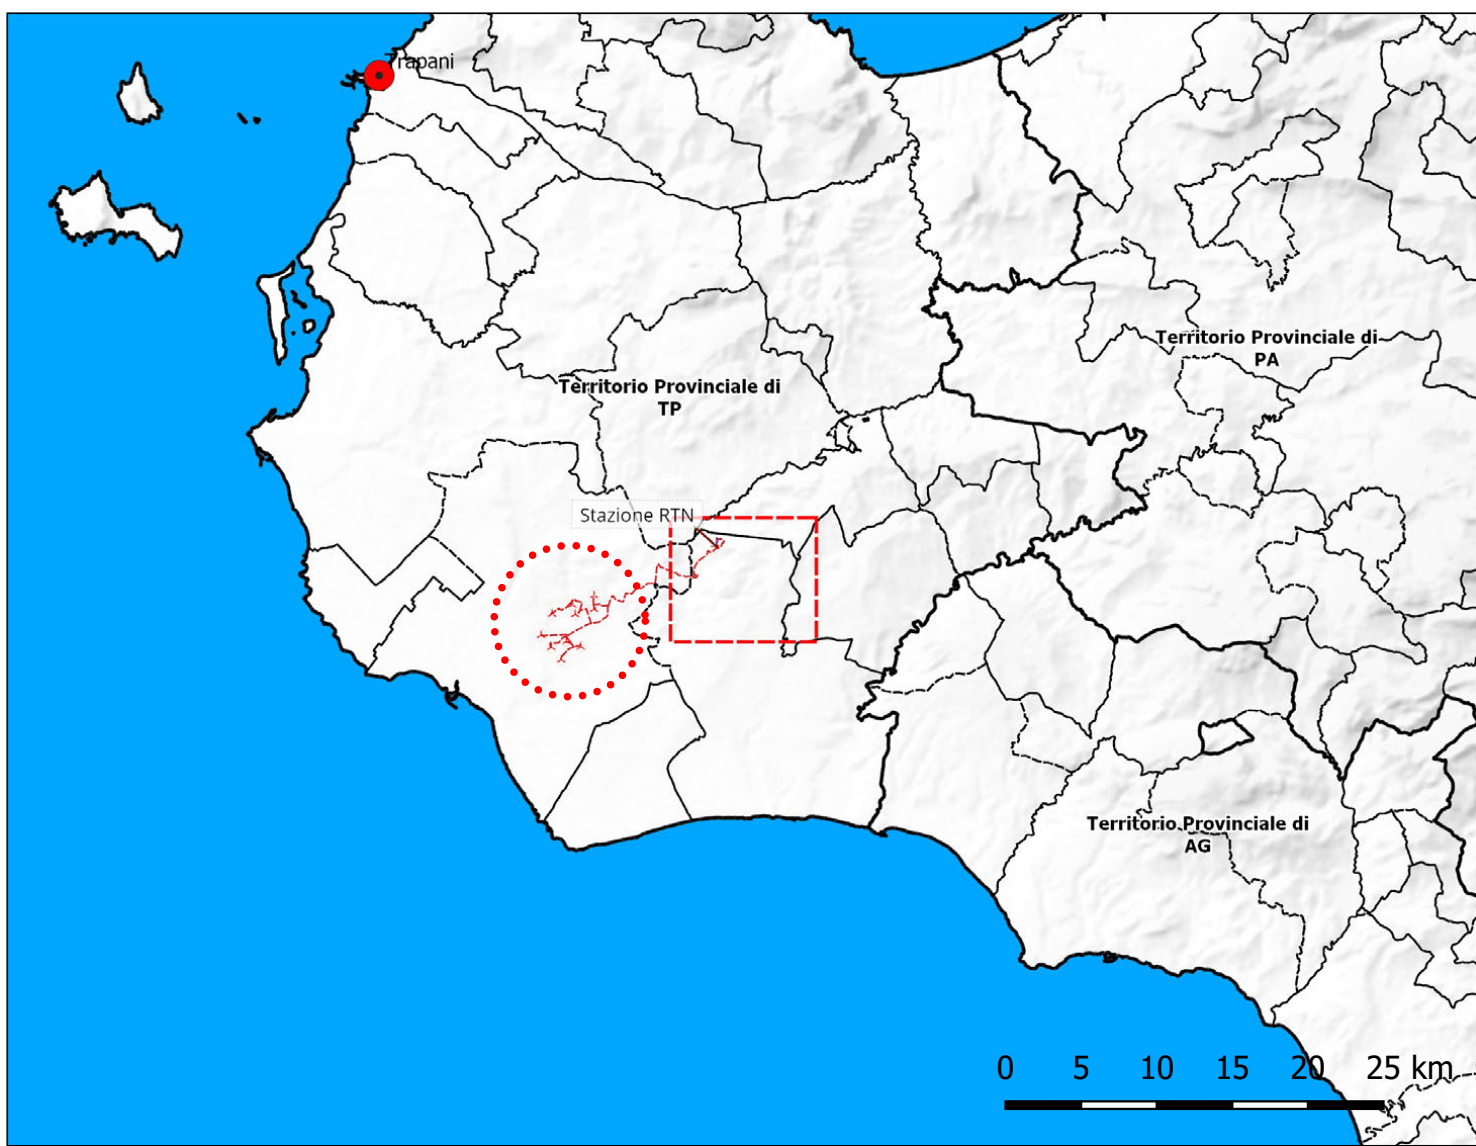 Trapani
Territorio Provinciale di
PA
Territorio Provinciale di
TP
Stazione RTN
Territorio Provinciale di
AG
0 5 10 15 20 25 km